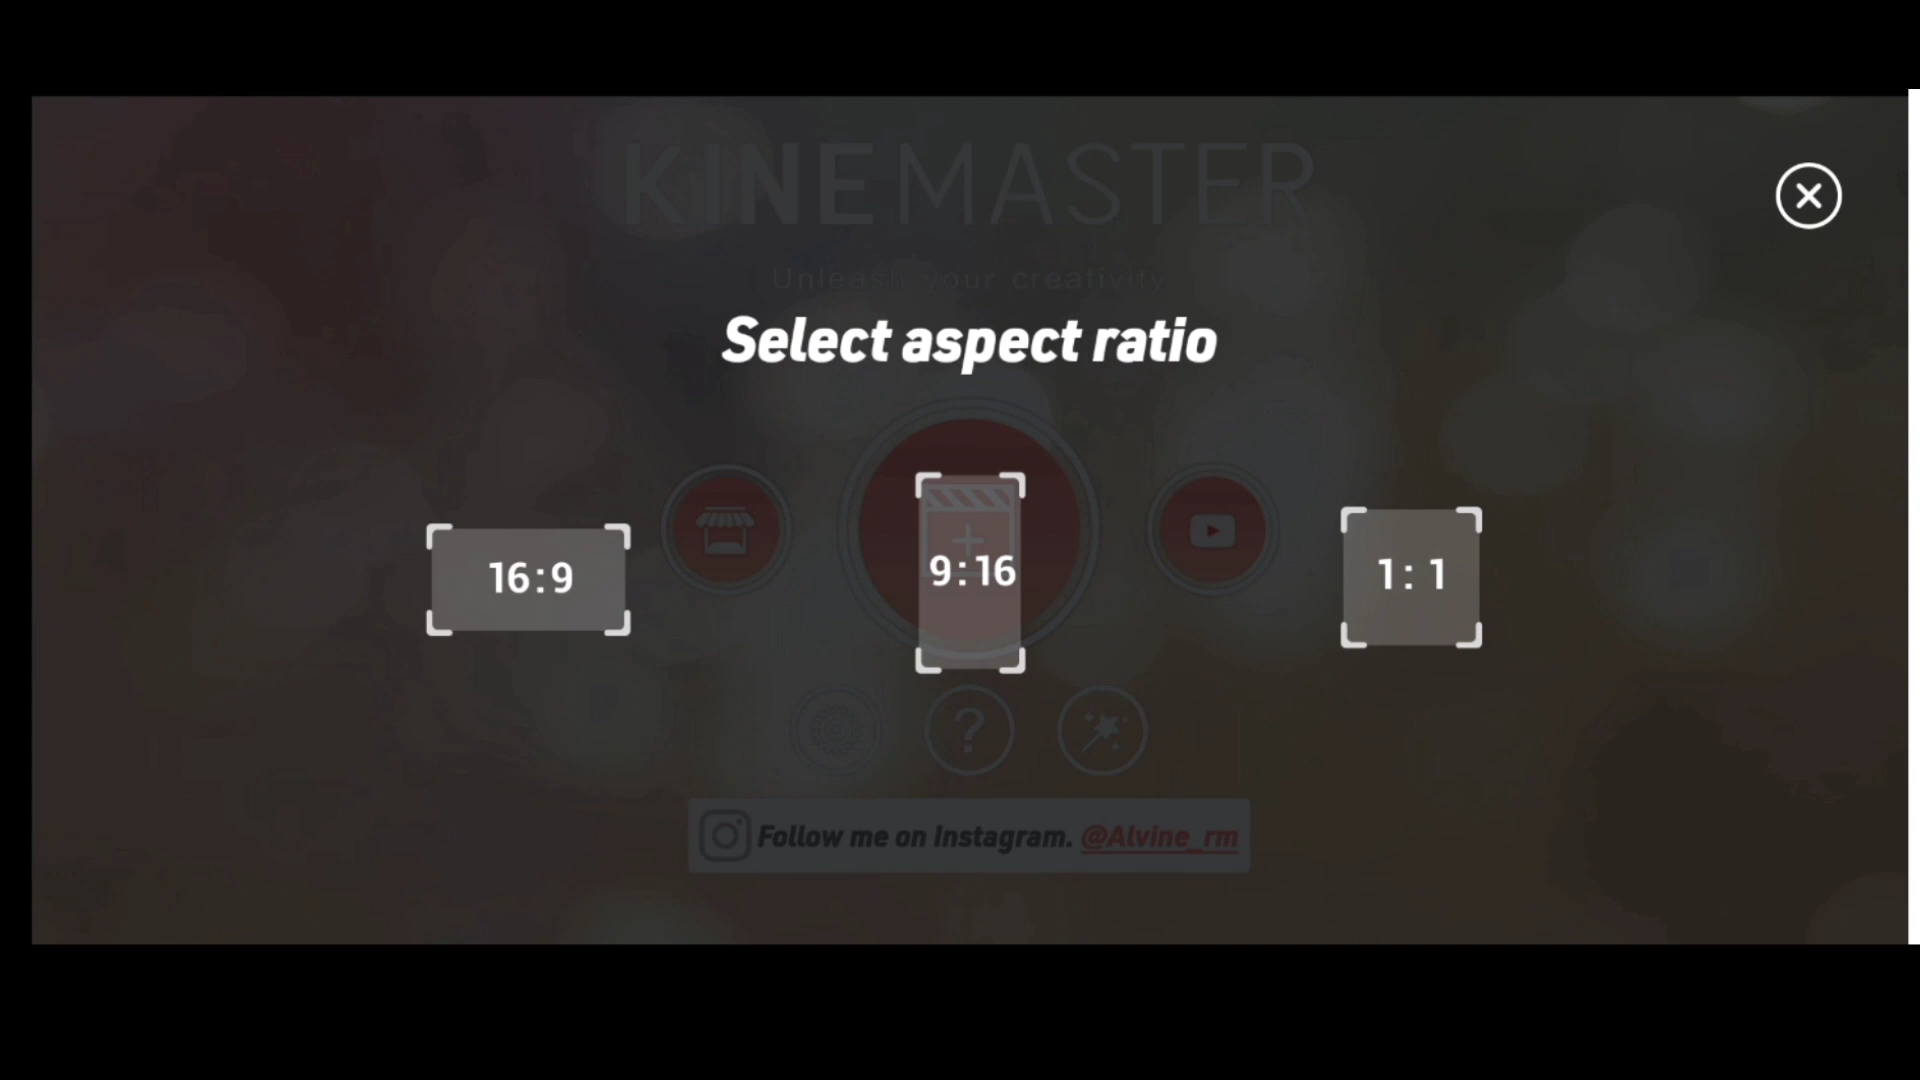 KINEMASTER
Unleash your creativity
Select aspect ratio
16:9
9:16
1:1
?
Follow me on Instagram. @Alvine_rm